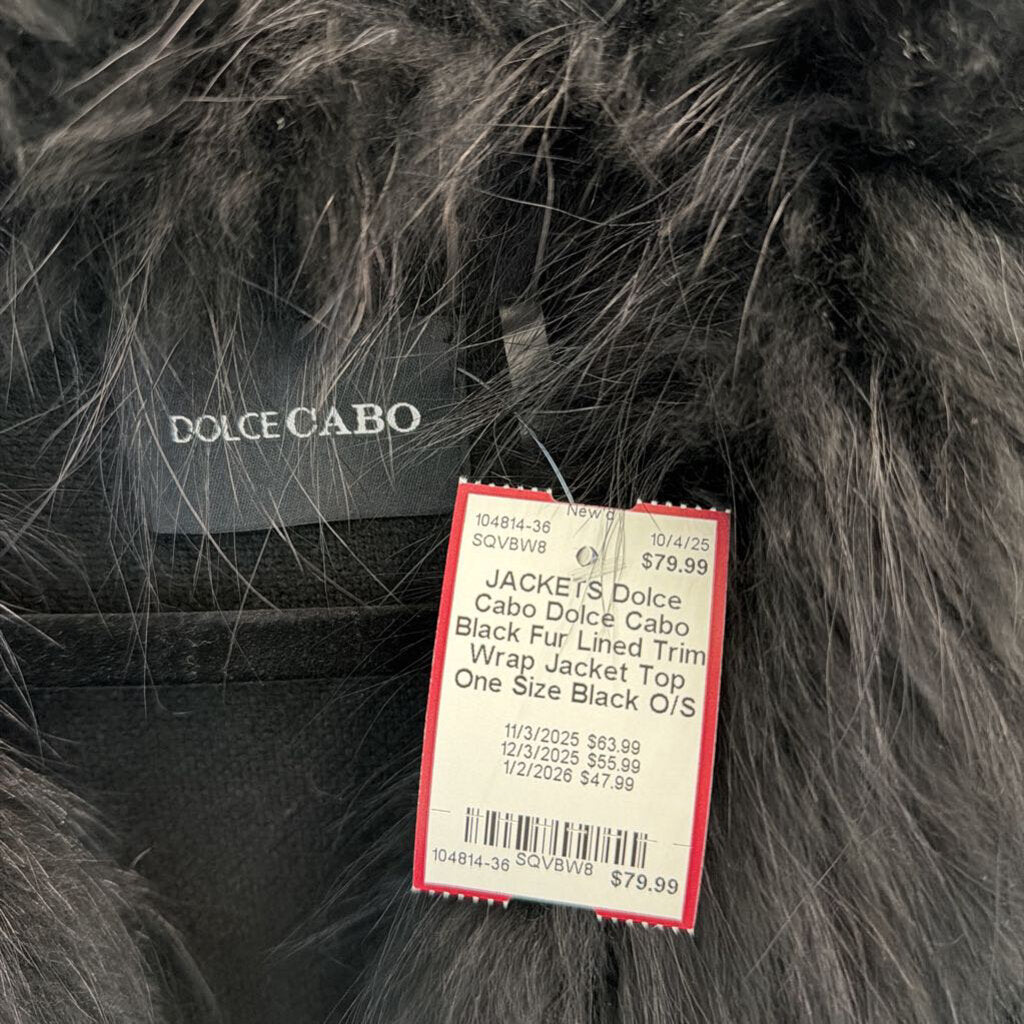 DOLCE CABO
New'd
104814-36 10/4/25
SQVBW8 $79.99
JACKETS Dolce
Cabo Dolce Cabo
Black Fur Lined Trim
Wrap Jacket Top
One Size Black O/S
11/3/2025 $63.99
12/3/2025 $55.99
1/2/2026 $47.99
104814-36 SQVBW8 $79.99